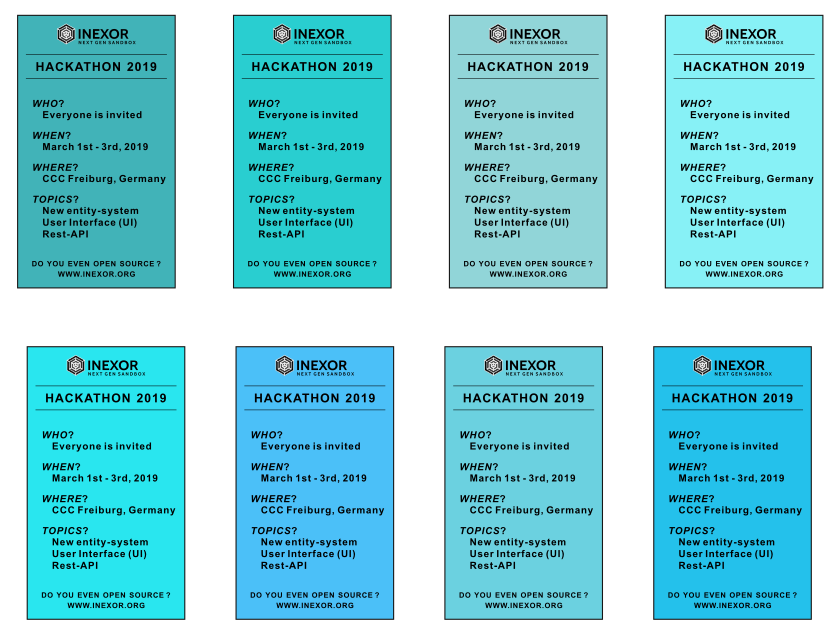 INEXOR
NEXT GEN SANDBOX
HACKATHON 2019
WHO?
Everyone is invited
WHEN?
March 1st - 3rd, 2019
WHERE?
CCC Freiburg, Germany
TOPICS?
New entity-system
User Interface (UI)
Rest-API
DO YOU EVEN OPEN SOURCE ?
WWW.INEXOR.ORG
INEXOR
NEXT GEN SANDBOX
HACKATHON 2019
WHO?
Everyone is invited
WHEN?
March 1st - 3rd, 2019
WHERE?
CCC Freiburg, Germany
TOPICS?
New entity-system
User Interface (UI)
Rest-API
DO YOU EVEN OPEN SOURCE ?
WWW.INEXOR.ORG
INEXOR
NEXT GEN SANDBOX
HACKATHON 2019
WHO?
Everyone is invited
WHEN?
March 1st - 3rd, 2019
WHERE?
CCC Freiburg, Germany
TOPICS?
New entity-system
User Interface (UI)
Rest-API
DO YOU EVEN OPEN SOURCE ?
WWW.INEXOR.ORG
INEXOR
NEXT GEN SANDBOX
HACKATHON 2019
WHO?
Everyone is invited
WHEN?
March 1st - 3rd, 2019
WHERE?
CCC Freiburg, Germany
TOPICS?
New entity-system
User Interface (UI)
Rest-API
DO YOU EVEN OPEN SOURCE ?
WWW.INEXOR.ORG
INEXOR
NEXT GEN SANDBOX
HACKATHON 2019
WHO?
Everyone is invited
WHEN?
March 1st - 3rd, 2019
WHERE?
CCC Freiburg, Germany
TOPICS?
New entity-system
User Interface (UI)
Rest-API
DO YOU EVEN OPEN SOURCE ?
WWW.INEXOR.ORG
INEXOR
NEXT GEN SANDBOX
HACKATHON 2019
WHO?
Everyone is invited
WHEN?
March 1st - 3rd, 2019
WHERE?
CCC Freiburg, Germany
TOPICS?
New entity-system
User Interface (UI)
Rest-API
DO YOU EVEN OPEN SOURCE ?
WWW.INEXOR.ORG
INEXOR
NEXT GEN SANDBOX
HACKATHON 2019
WHO?
Everyone is invited
WHEN?
March 1st - 3rd, 2019
WHERE?
CCC Freiburg, Germany
TOPICS?
New entity-system
User Interface (UI)
Rest-API
DO YOU EVEN OPEN SOURCE ?
WWW.INEXOR.ORG
INEXOR
NEXT GEN SANDBOX
HACKATHON 2019
WHO?
Everyone is invited
WHEN?
March 1st - 3rd, 2019
WHERE?
CCC Freiburg, Germany
TOPICS?
New entity-system
User Interface (UI)
Rest-API
DO YOU EVEN OPEN SOURCE ?
WWW.INEXOR.ORG